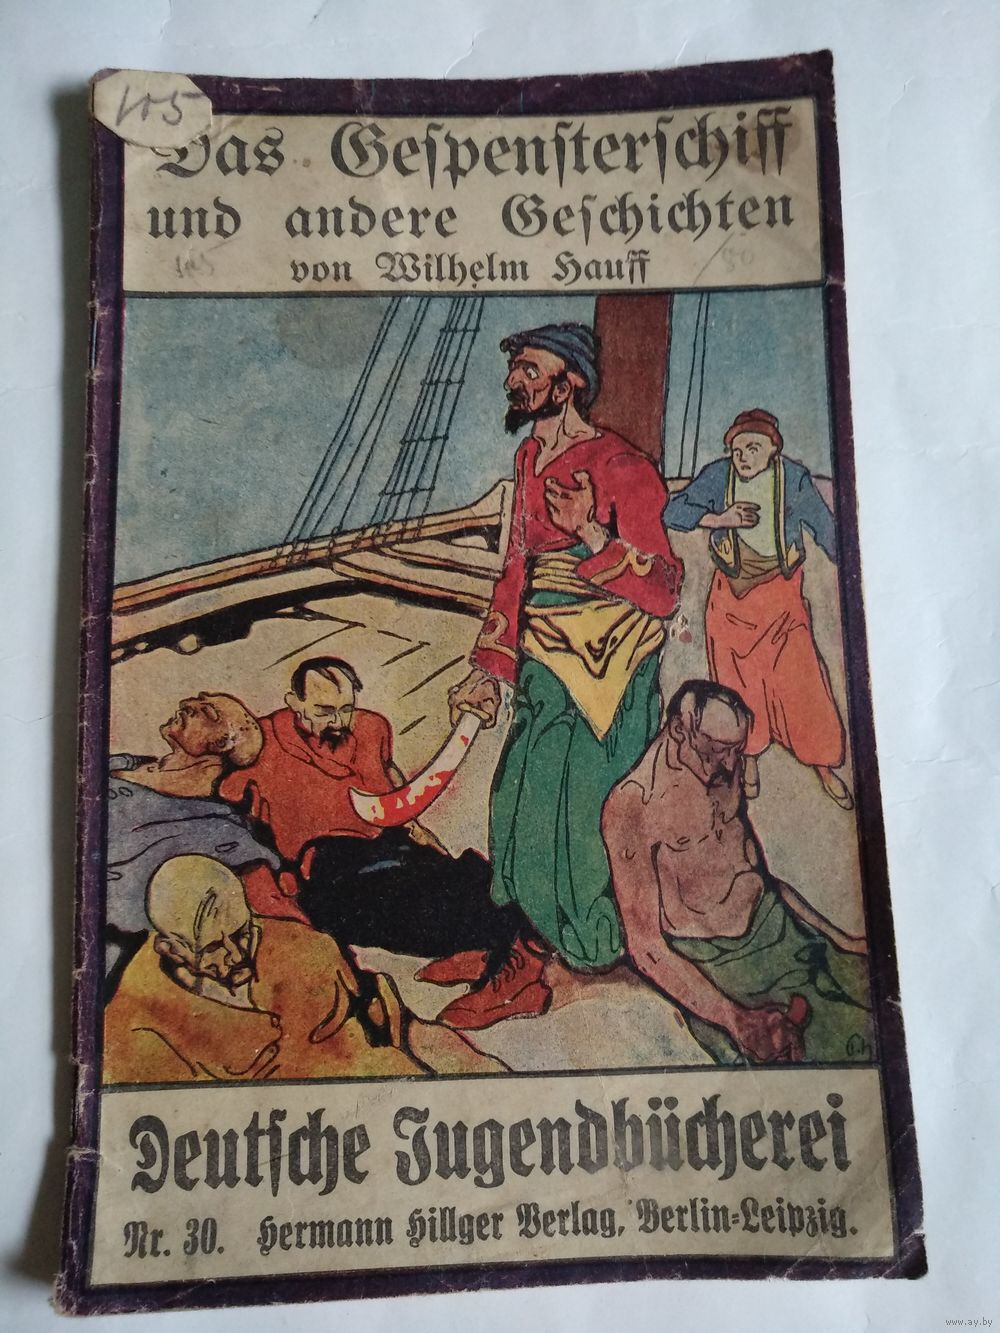 105
Das Gespensterschiff
und andere Geschichten
von Wilhelm Hauff
Deutsche Jugendbücherei
Nr. 30. Hermann Hillger Verlag, Berlin=Leipzig.
www.ay.by